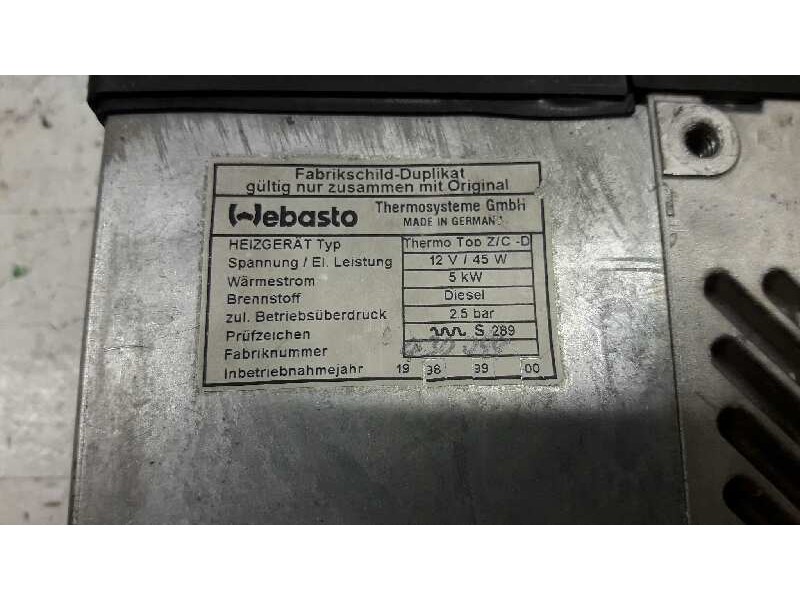 Fabrikschild-Duplikat
gültig nur zusammen mit Original
Webasto Thermosysteme GmbH
MADE IN GERMANY
HEIZGERÄT Typ Thermo Top Z/C -D
Spannung / El. Leistung 12 V / 45 W
Wärmestrom 5 kW
Brennstoff Diesel
zul. Betriebsüberdruck 2.5 bar
Prüfzeichen S 289
Fabriknummer
Inbetriebnahmejahr 19 98 99 00